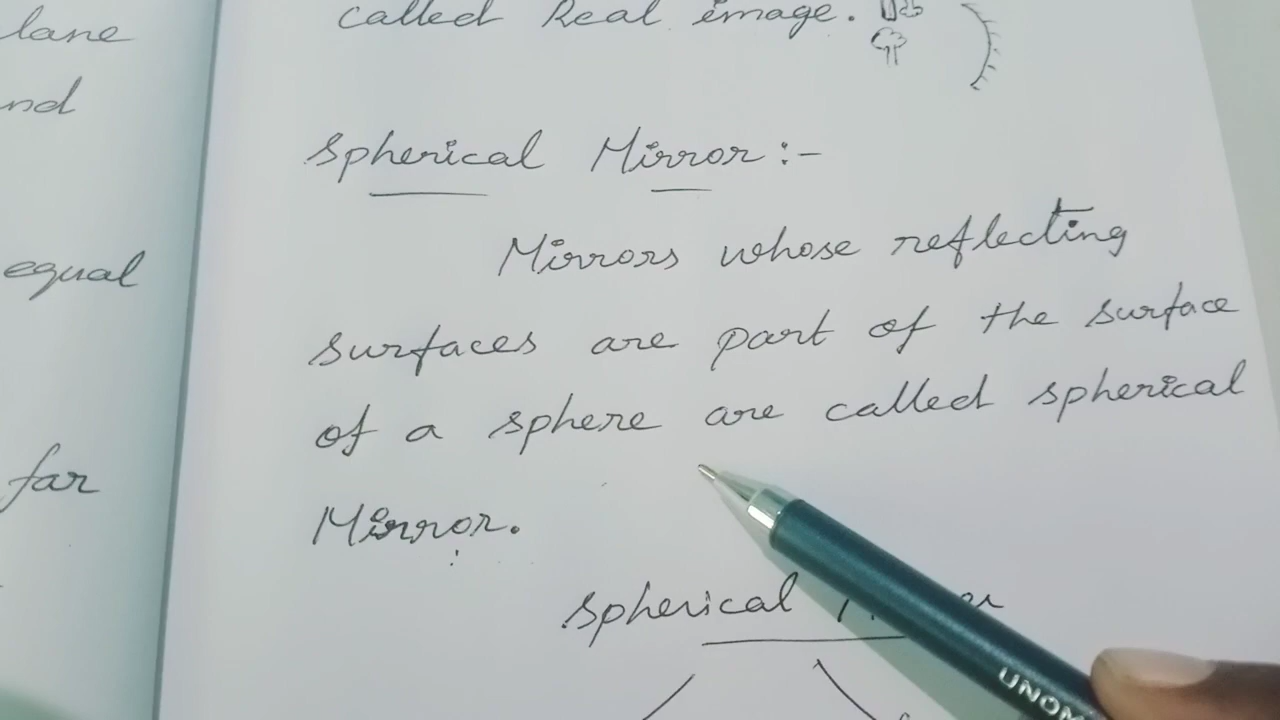 lane
nd
equal
far
called Real image.
Spherical Mirror :-
Mirrors whose reflecting
surfaces are part of the surface
of a sphere are called spherical
Mirror.
Spherical
UNOM